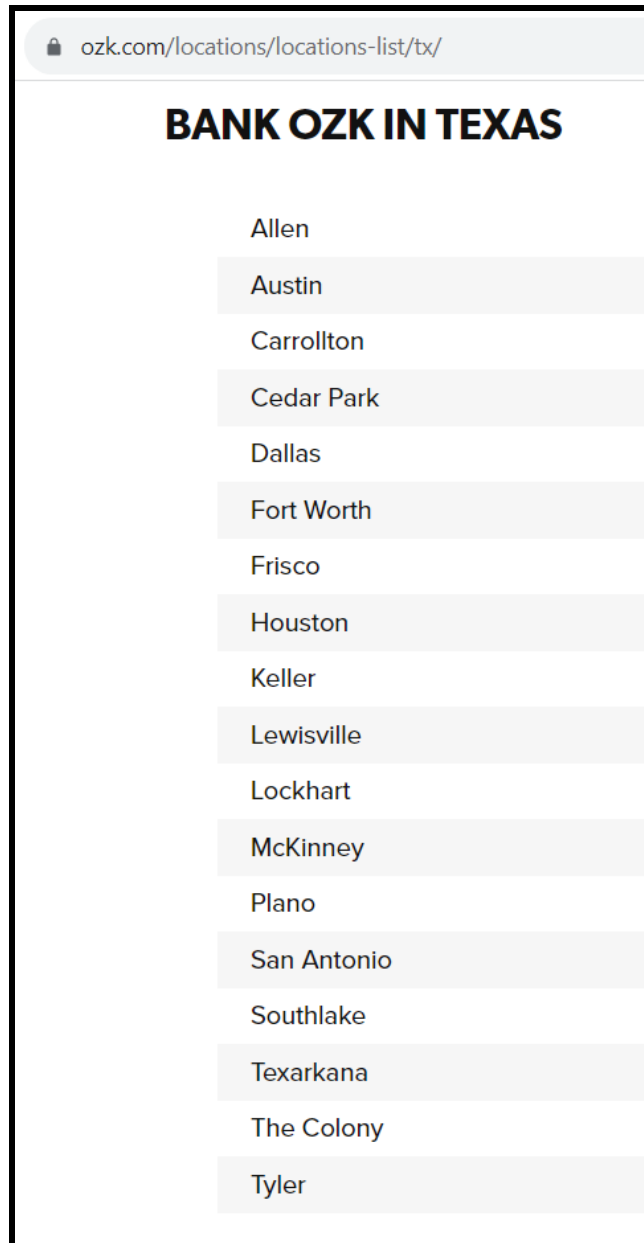 ozk.com/locations/locations-list/tx/
BANK OZK IN TEXAS
Allen
Austin
Carrollton
Cedar Park
Dallas
Fort Worth
Frisco
Houston
Keller
Lewisville
Lockhart
McKinney
Plano
San Antonio
Southlake
Texarkana
The Colony
Tyler